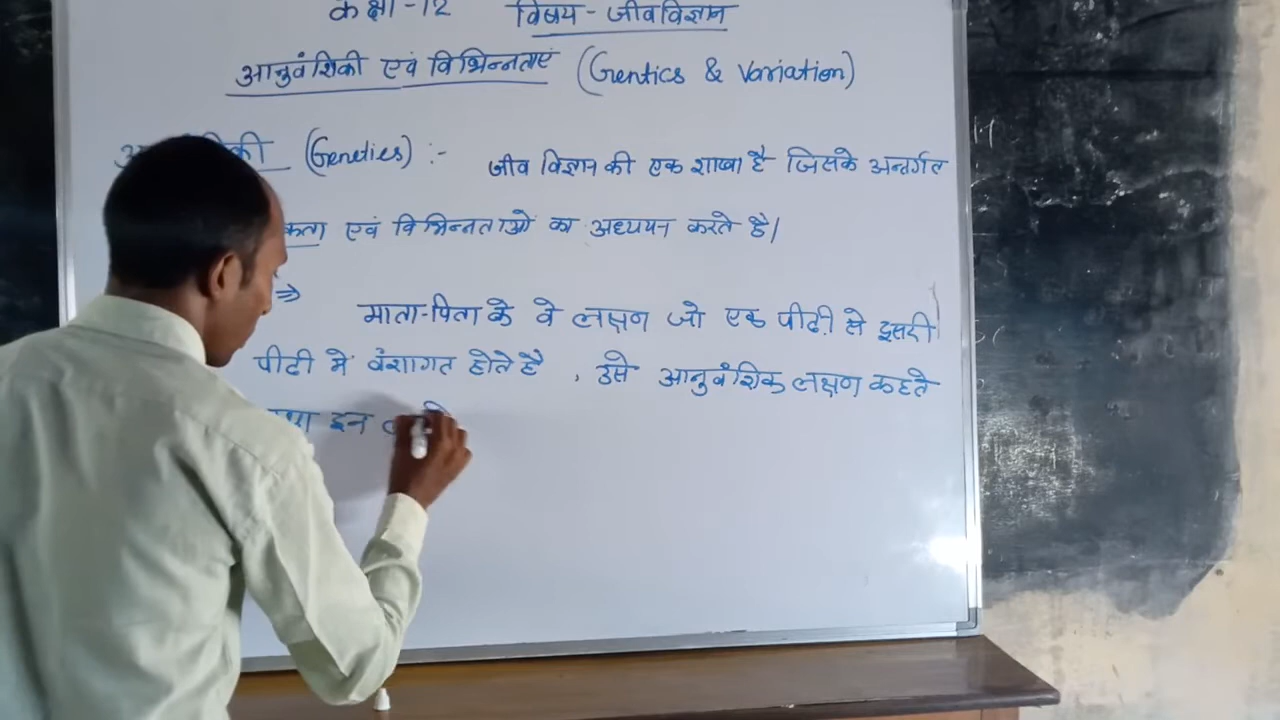 कक्षा -12 विषय - जीवविज्ञान
आनुवंशिकी एवं विभिन्नताएं (Gentics & Variation)
(Genetics) :- जीव विज्ञान की एक शाखा है जिसके अन्तर्गत
एवं विभिन्नताओं का अध्ययन करते है।
⇒ माता-पिता के वे लक्षण जो एक पीढी से दूसरी
पीढी में वंशागत होते है , उसे आनुवंशिक लक्षण कहते
इन